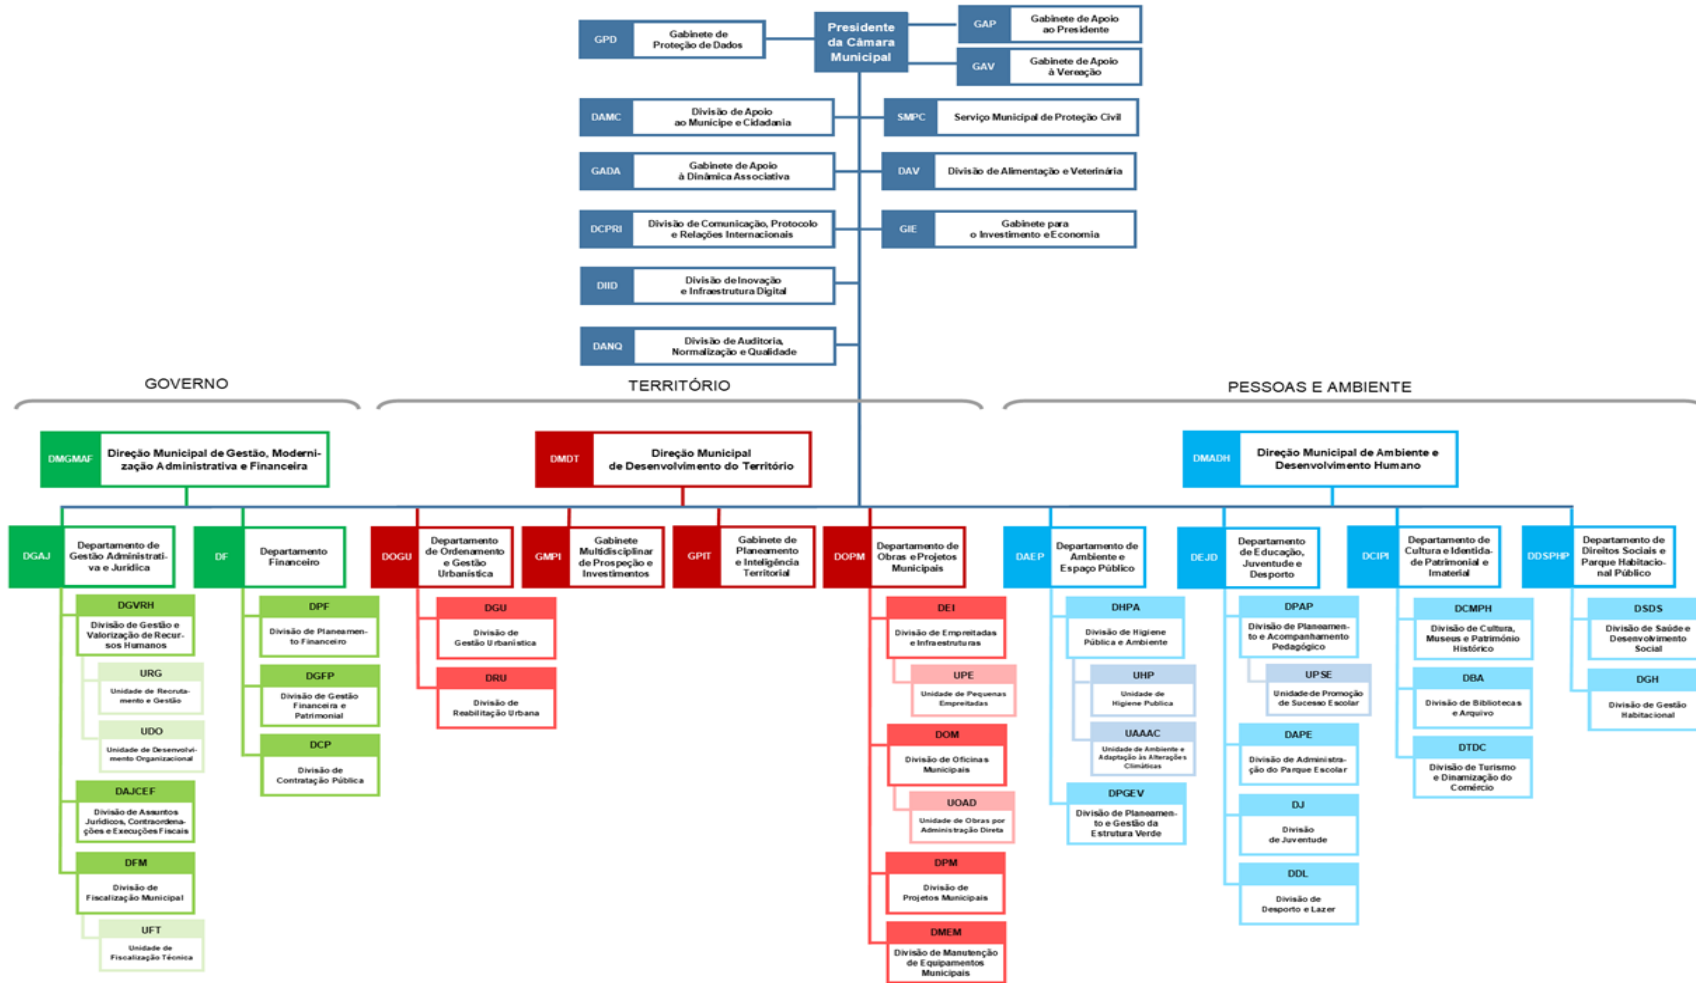 GPD
Gabinete de
Proteção de Dados
Presidente
da Câmara
Municipal
GAP
Gabinete de Apoio
ao Presidente
GAV
Gabinete de Apoio
à Vereação
DAMC
Divisão de Apoio
ao Munícipe e Cidadania
SMPC
Serviço Municipal de Proteção Civil
GADA
Gabinete de Apoio
à Dinâmica Associativa
DAV
Divisão de Alimentação e Veterinária
DCPRI
Divisão de Comunicação, Protocolo
e Relações Internacionais
GIE
Gabinete para
o Investimento e Economia
DIID
Divisão de Inovação
e Infraestrutura Digital
DANQ
Divisão de Auditoria,
Normalização e Qualidade
GOVERNO
TERRITÓRIO
PESSOAS E AMBIENTE
DMGMAF
Direção Municipal de Gestão, Moderni-
zação Administrativa e Financeira
DMDT
Direção Municipal
de Desenvolvimento do Território
DMADH
Direção Municipal de Ambiente e
Desenvolvimento Humano
DGAJ
Departamento de
Gestão Administrati-
va e Jurídica
DF
Departamento
Financeiro
DOGU
Departamento
de Ordenamento
e Gestão
Urbanística
GMPI
Gabinete
Multidisciplinar
de Prospeção e
Investimentos
GPIT
Gabinete de
Planeamento
e Inteligência
Territorial
DOPM
Departamento de
Obras e Projetos
Municipais
DAEP
Departamento de
Ambiente e
Espaço Público
DEJD
Departamento
de Educação,
Juventude e
Desporto
DCIPI
Departamento de
Cultura e Identida-
de Patrimonial e
Imaterial
DDSPHP
Departamento de
Direitos Sociais e
Parque Habitacio-
nal Público
DGVRH
Divisão de Gestão e
Valorização de Recur-
sos Humanos
URG
Unidade de Recruta-
mento e Gestão
UDO
Unidade de Desenvolvi-
mento Organizacional
DAJCEF
Divisão de Assuntos
Jurídicos, Contraordena-
ções e Execuções Fiscais
DFM
Divisão de
Fiscalização Municipal
UFT
Unidade de
Fiscalização Técnica
DPF
Divisão de Planeamen-
to Financeiro
DGFP
Divisão de Gestão
Financeira e
Patrimonial
DCP
Divisão de
Contratação Pública
DGU
Divisão de
Gestão Urbanística
DRU
Divisão de
Reabilitação Urbana
DEI
Divisão de Empreitadas
e Infraestruturas
UPE
Unidade de Pequenas
Empreitadas
DOM
Divisão de Oficinas
Municipais
UOAD
Unidade de Obras por
Administração Direta
DPM
Divisão de
Projetos Municipais
DMEM
Divisão de Manutenção
de Equipamentos
Municipais
DHPA
Divisão de Higiene
Pública e Ambiente
UHP
Unidade de
Higiene Publica
UAAAC
Unidade de Ambiente e
Adaptação às Alterações
Climáticas
DPGEV
Divisão de Planeamen-
to e Gestão da
Estrutura Verde
DPAP
Divisão de Planeamen-
to e Acompanhamento
Pedagógico
UPSE
Unidade de Promoção
de Sucesso Escolar
DAPE
Divisão de Administra-
ção do Parque Escolar
DJ
Divisão
de Juventude
DDL
Divisão de
Desporto e Lazer
DCMPH
Divisão de Cultura,
Museus e Património
Histórico
DBA
Divisão de Bibliotecas
e Arquivo
DTDC
Divisão de Turismo
e Dinamização do
Comércio
DSDS
Divisão de Saúde e
Desenvolvimento
Social
DGH
Divisão de Gestão
Habitacional